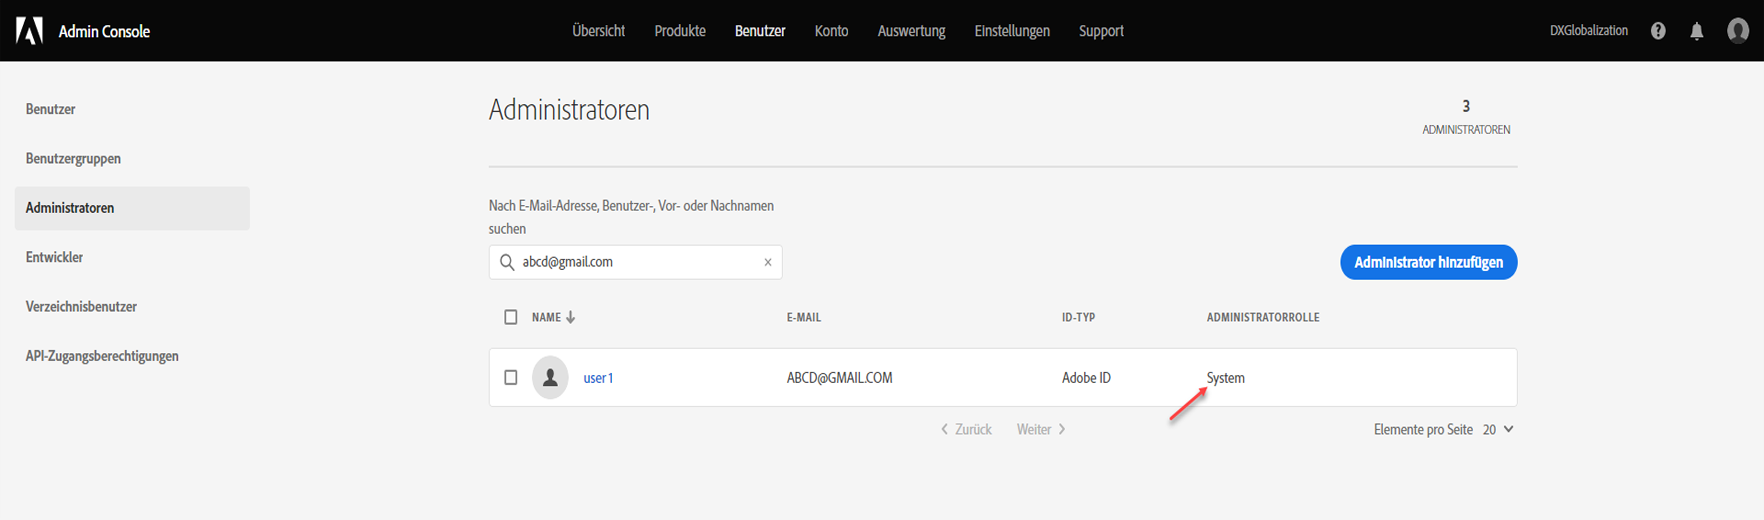 Admin Console
Übersicht Produkte Benutzer Konto Auswertung Einstellungen Support
DXGlobalization
Benutzer
Benutzergruppen
Administratoren
Entwickler
Verzeichnisbenutzer
API-Zugangsberechtigungen
Administratoren
3
ADMINISTRATOREN
Nach E-Mail-Adresse, Benutzer-, Vor- oder Nachnamen
suchen
abcd@gmail.com
Administrator hinzufügen
NAME E-MAIL ID-TYP ADMINISTRATORROLLE
user1 ABCD@GMAIL.COM Adobe ID System
Zurück Weiter
Elemente pro Seite 20